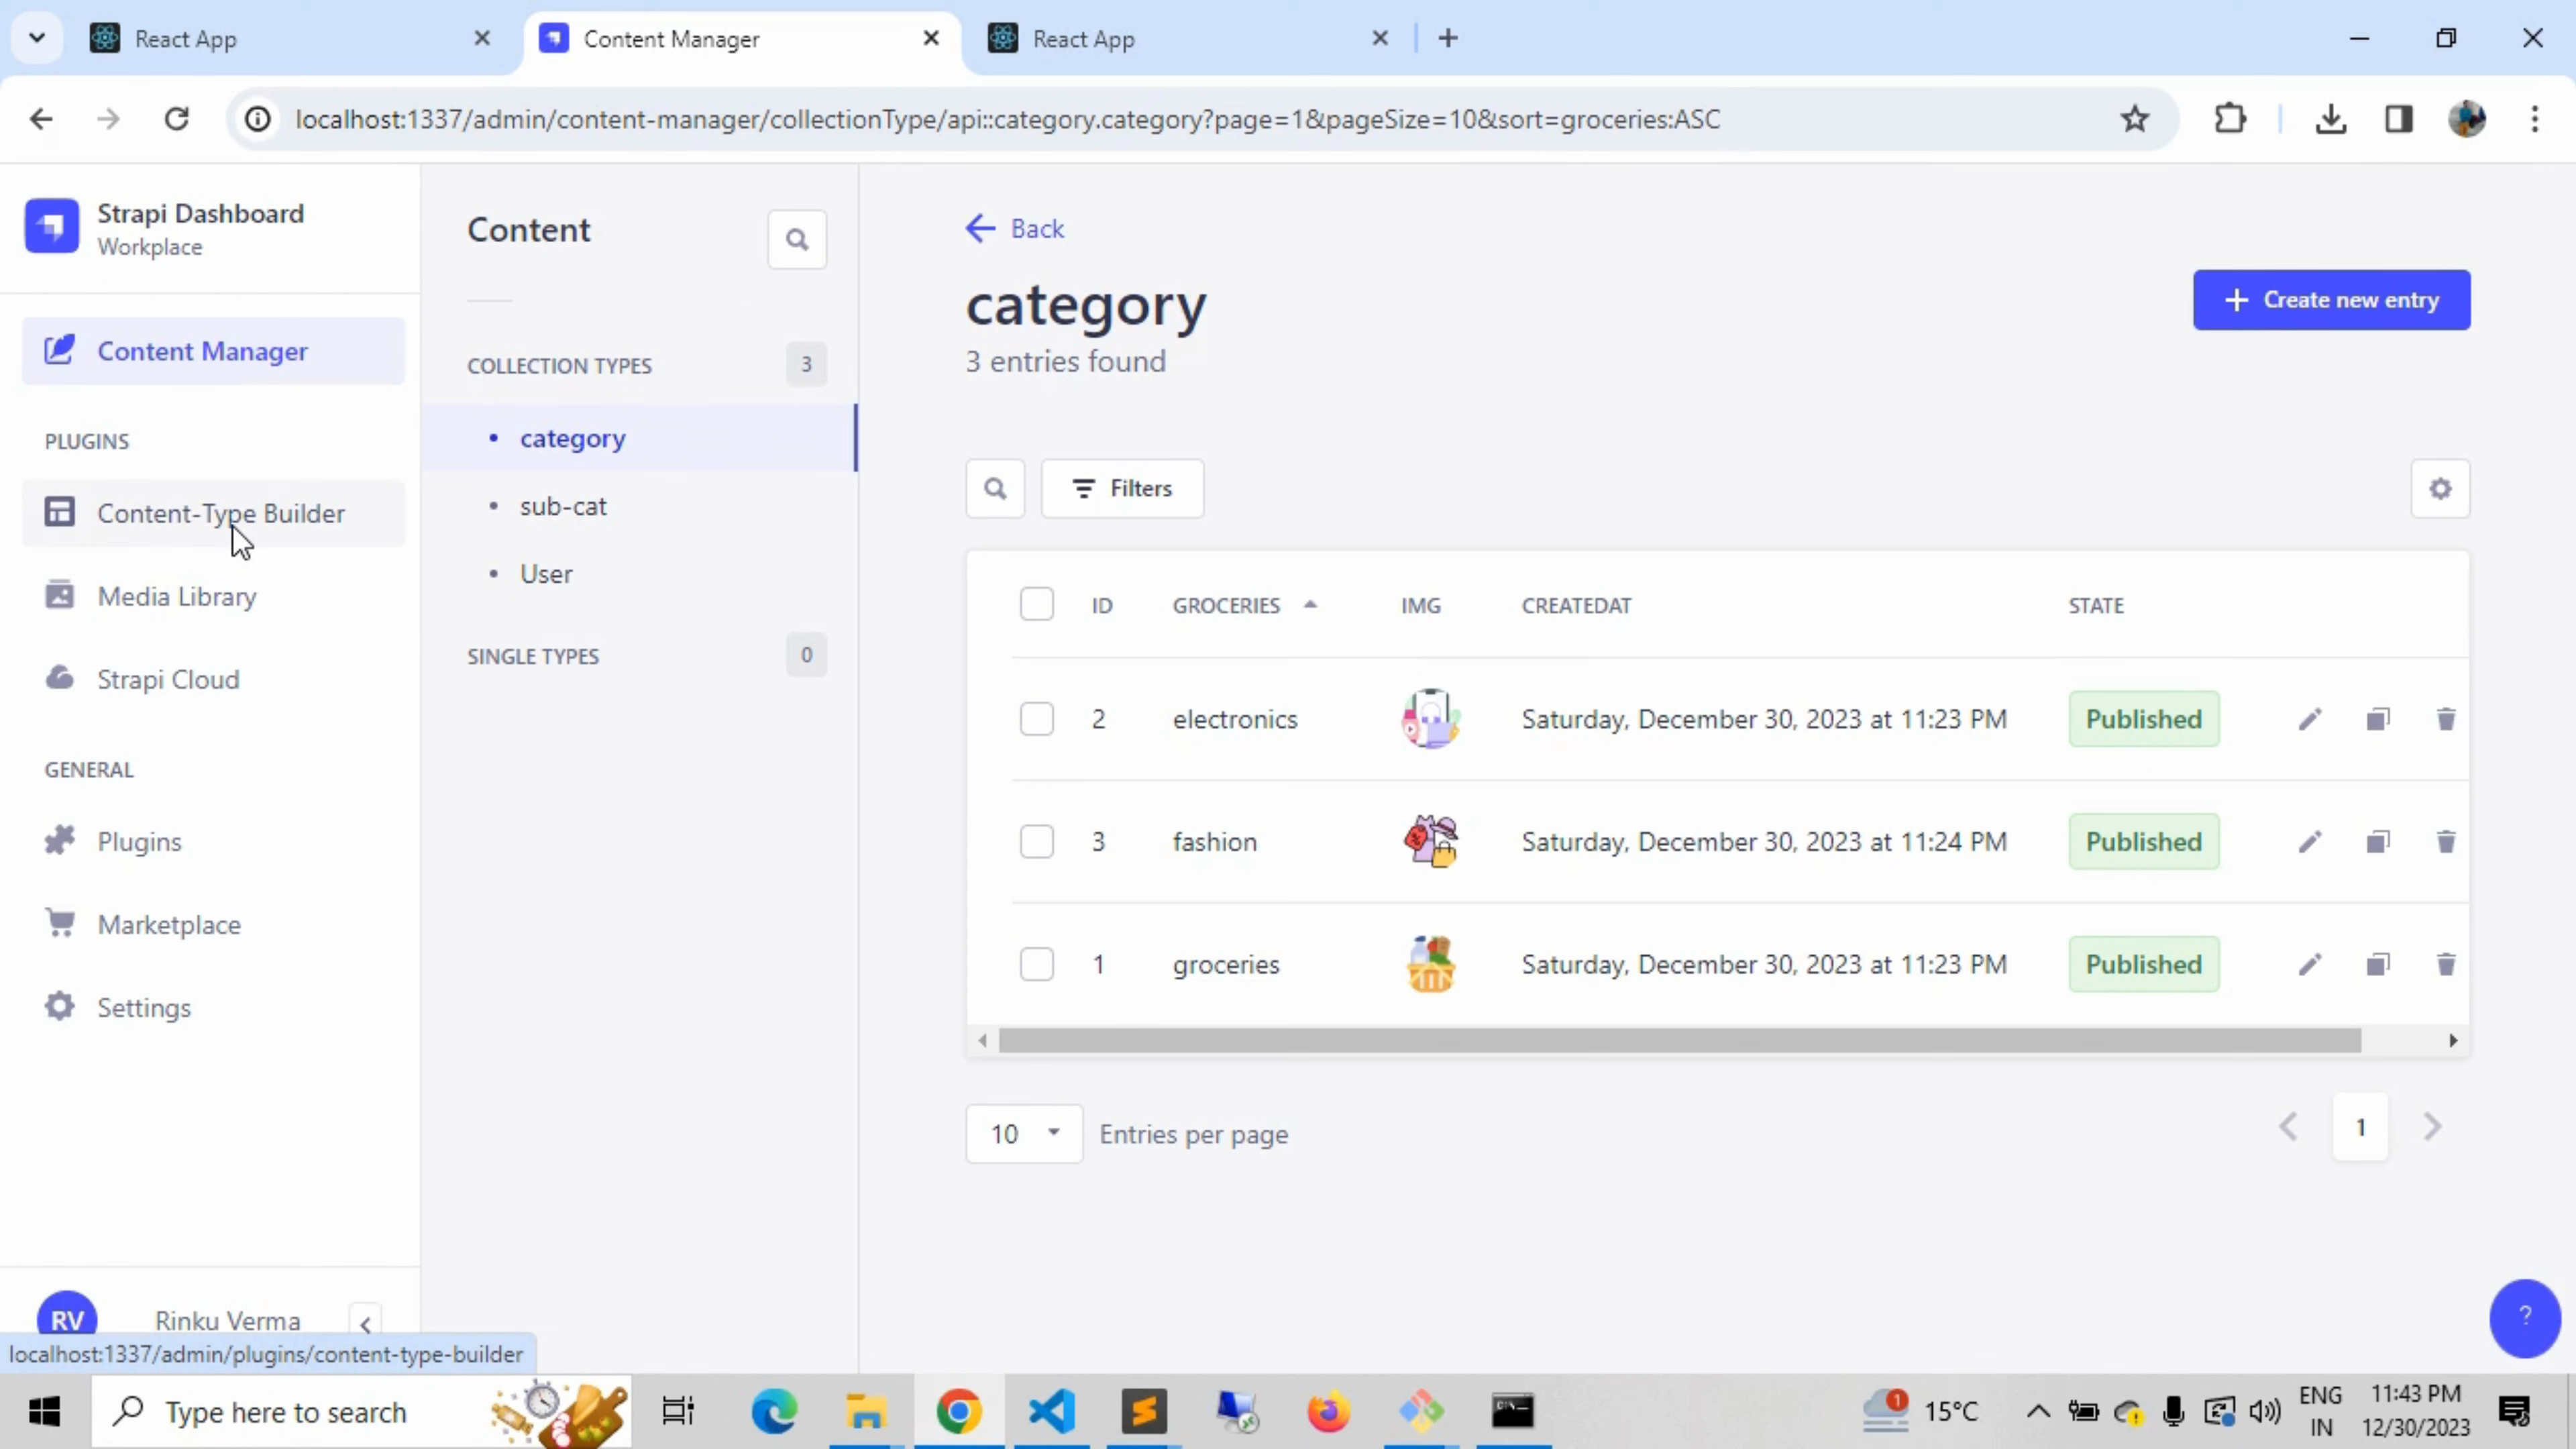 React App
Content Manager
React App
localhost:1337/admin/content-manager/collectionType/api::category.category?page=1&pageSize=10&sort=groceries:ASC
Strapi Dashboard
Workplace
Content Manager
PLUGINS
Content-Type Builder
Media Library
Strapi Cloud
GENERAL
Plugins
Marketplace
Settings
RV Rinku Verma
localhost:1337/admin/plugins/content-type-builder
Content
COLLECTION TYPES 3
category
sub-cat
User
SINGLE TYPES 0
Back
category
3 entries found
Create new entry
Filters
ID GROCERIES IMG CREATEDAT STATE
2 electronics Saturday, December 30, 2023 at 11:23 PM Published
3 fashion Saturday, December 30, 2023 at 11:24 PM Published
1 groceries Saturday, December 30, 2023 at 11:23 PM Published
10 Entries per page
1
?
Type here to search
1
15°C
ENG
IN
11:43 PM
12/30/2023